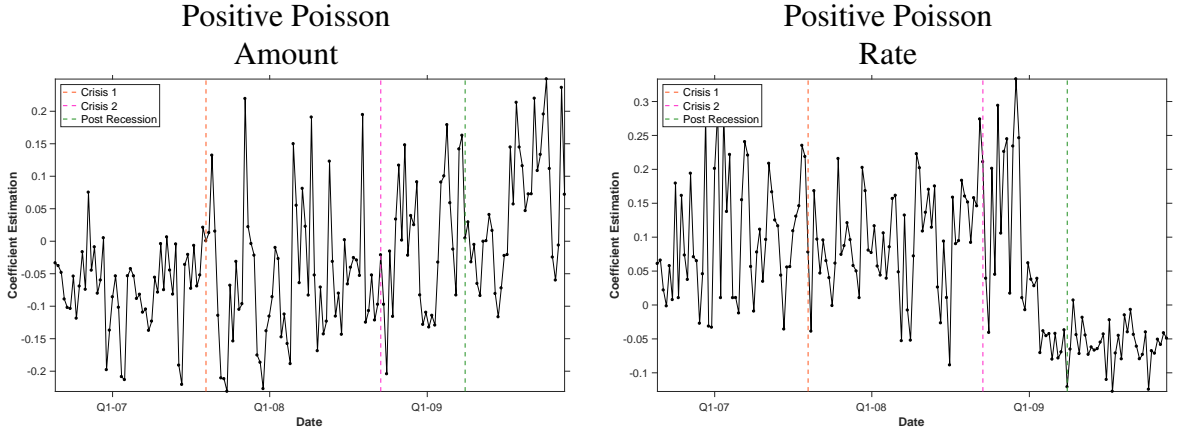 Positive Poisson
Amount
Crisis 1
Crisis 2
Post Recession
Coefficient Estimation
0.2
0.15
0.1
0.05
0
-0.05
-0.1
-0.15
-0.2
Q1-07
Q1-08
Q1-09
Date
Positive Poisson
Rate
Crisis 1
Crisis 2
Post Recession
Coefficient Estimation
0.3
0.25
0.2
0.15
0.1
0.05
0
-0.05
-0.1
Q1-07
Q1-08
Q1-09
Date